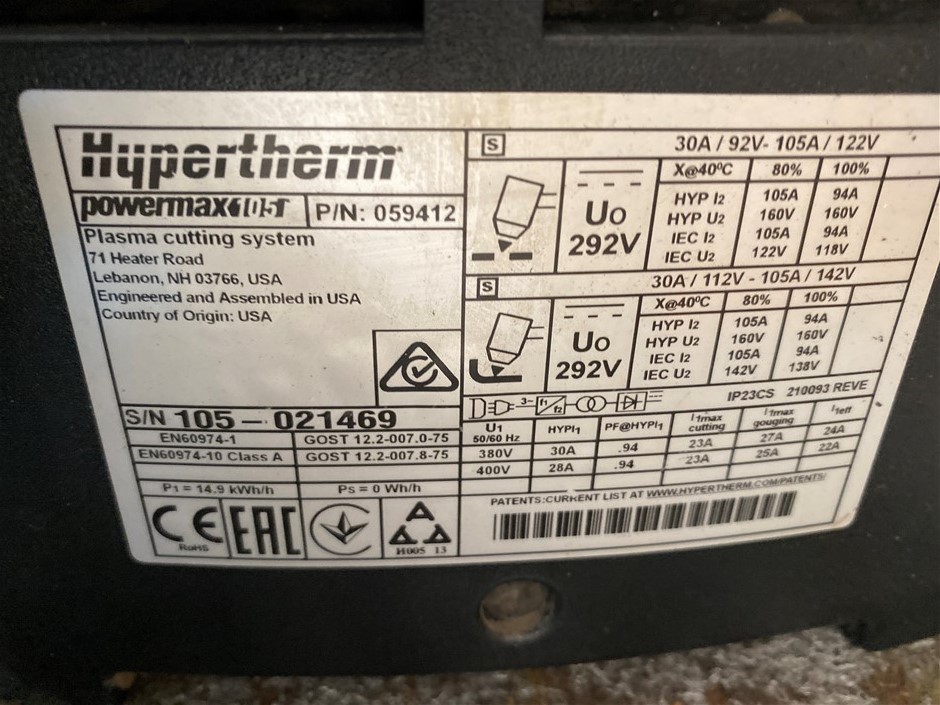 Hypertherm
powermax105 P/N: 059412
Plasma cutting system
71 Heater Road
Lebanon, NH 03766, USA
Engineered and Assembled in USA
Country of Origin: USA
S/N 105-021469
EN60974-1 GOST 12.2-007.0-75
EN60974-10 Class A GOST 12.2-007.8-75
P1 = 14.9 kWh/h Ps = 0 Wh/h
CE EAC
RoHS H005 13
S 30A / 92V- 105A / 122V
X@40ºC 80% 100%
U0 292V
HYP I2 105A 94A
HYP U2 160V 160V
IEC I2 105A 94A
IEC U2 122V 118V
S 30A / 112V - 105A / 142V
X@40ºC 80% 100%
U0 292V
HYP I2 105A 94A
HYP U2 160V 160V
IEC I2 105A 94A
IEC U2 142V 138V
3~ f1 f2 IP23CS 210093 REVE
U1 50/60 Hz HYPI1 PF@HYPI1 I1max cutting I1max gouging I1eff
380V 30A .94 23A 27A 24A
400V 28A .94 23A 25A 22A
PATENTS:CURRENT LIST AT WWW.HYPERTHERM.COM/PATENTS/